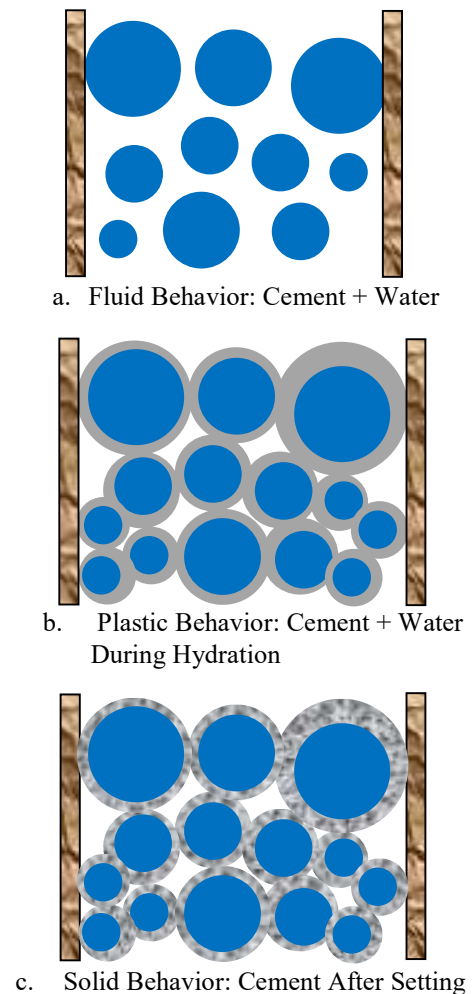 a. Fluid Behavior: Cement + Water
b. Plastic Behavior: Cement + Water
During Hydration
c. Solid Behavior: Cement After Setting